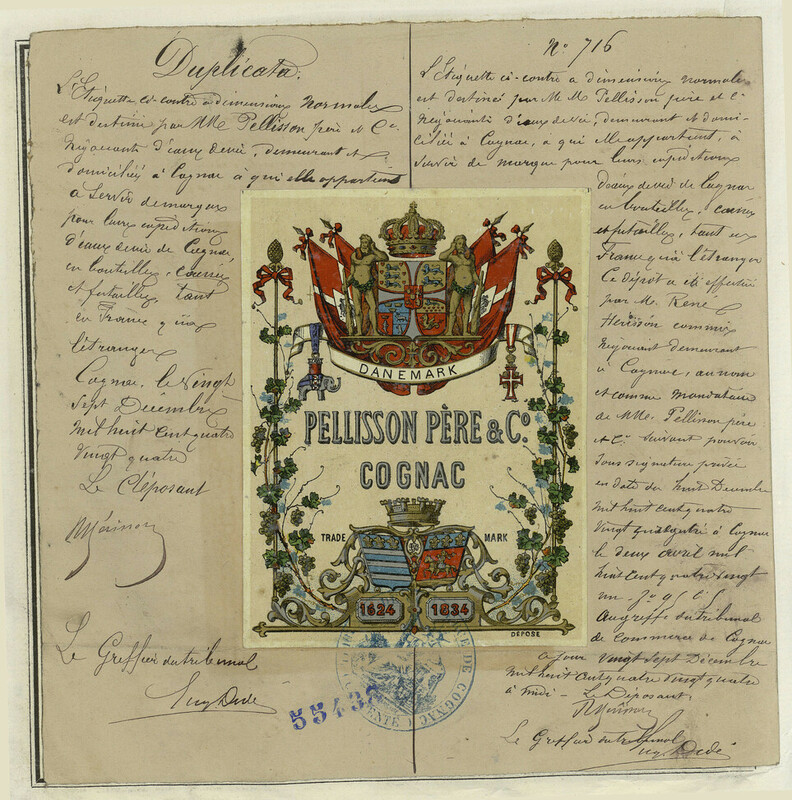 Duplicata.
L'Etiquette ci-contre a dimensions normales
est destinée par MM. Pellisson père et Cie
Négociants d'eaux de vie, demeurant et
domiciliés à Cognac à qui elle appartient
à servir de marque
pour leurs expéditions
d'eaux de vie de Cognac,
en bouteilles, caisses
et futailles, tant
en France qu'à
l'étranger
Cognac, le vingt
sept Décembre
mil huit cent quatre
vingt quatre
Le Déposant
Le Greffier du tribunal
No 716
L'Etiquette ci-contre a dimensions normales
est destinée par M.M. Pellisson père et Cie
Négociants d'eaux de vie, demeurant et domi-
ciliés à Cognac, à qui elle appartient, à
servir de marque pour leurs expéditions
d'eaux de vie de Cognac
en bouteilles, caisses
et futailles, tant en
France qu'à l'étranger
Ce dépôt a été effectué
par M. René
Hérisson commis
négociant demeurant
à Cognac, au nom
et comme mandataire
de MM. Pellisson père
et Cie suivant pouvoir
sous signature privée
en date du huit Décembre
mil huit cent quatre
vingt à Cognac
le deux avril mil
huit cent quatre vingt
un
au greffe du tribunal
de Commerce de Cognac
ce jour vingt sept Décembre
mil huit cent quatre vingt quatre
à midi - Le Déposant
Le Greffier du tribunal
DANEMARK
PELLISSON PÈRE & Co.
COGNAC
TRADE MARK
1624 1834
DÉPOSÉ
DE COGNAC